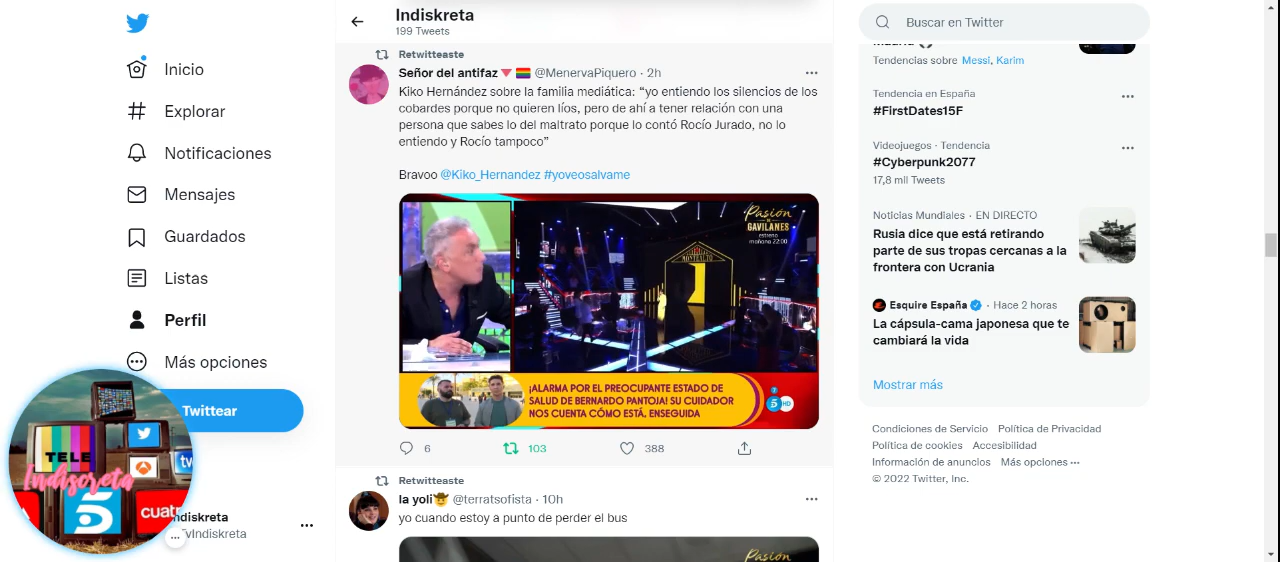 Inicio
Explorar
Notificaciones
Mensajes
Guardados
Listas
Perfil
Más opciones
Twittear
TELE
Indiscreta
5
cuatr
tv
Indiskreta
TvIndiskreta
Indiskreta
199 Tweets
Retwitteaste
Señor del antifaz @MenervaPiquero · 2h
Kiko Hernández sobre la familia mediática: “yo entiendo los silencios de los
cobardes porque no quieren líos, pero de ahí a tener relación con una
persona que sabes lo del maltrato porque lo contó Rocío Jurado, no lo
entiendo y Rocío tampoco”
Bravoo @Kiko_Hernandez #yoveosalvame
Pasión
DE
GAVILANES
estreno
mañana 22:00
MONTEALTO
¡ALARMA POR EL PREOCUPANTE ESTADO DE
SALUD DE BERNARDO PANTOJA! SU CUIDADOR
NOS CUENTA CÓMO ESTÁ, ENSEGUIDA
5 HD
6
103
388
Retwitteaste
la yoli @terratsofista · 10h
yo cuando estoy a punto de perder el bus
Pasión
Buscar en Twitter
Madrid
Tendencias sobre Messi, Karim
Tendencia en España
#FirstDates15F
Videojuegos · Tendencia
#Cyberpunk2077
17,8 mil Tweets
Noticias Mundiales · EN DIRECTO
Rusia dice que está retirando
parte de sus tropas cercanas a la
frontera con Ucrania
Esquire España · Hace 2 horas
La cápsula-cama japonesa que te
cambiará la vida
Mostrar más
Condiciones de Servicio Política de Privacidad
Política de cookies Accesibilidad
Información de anuncios Más opciones ···
© 2022 Twitter, Inc.